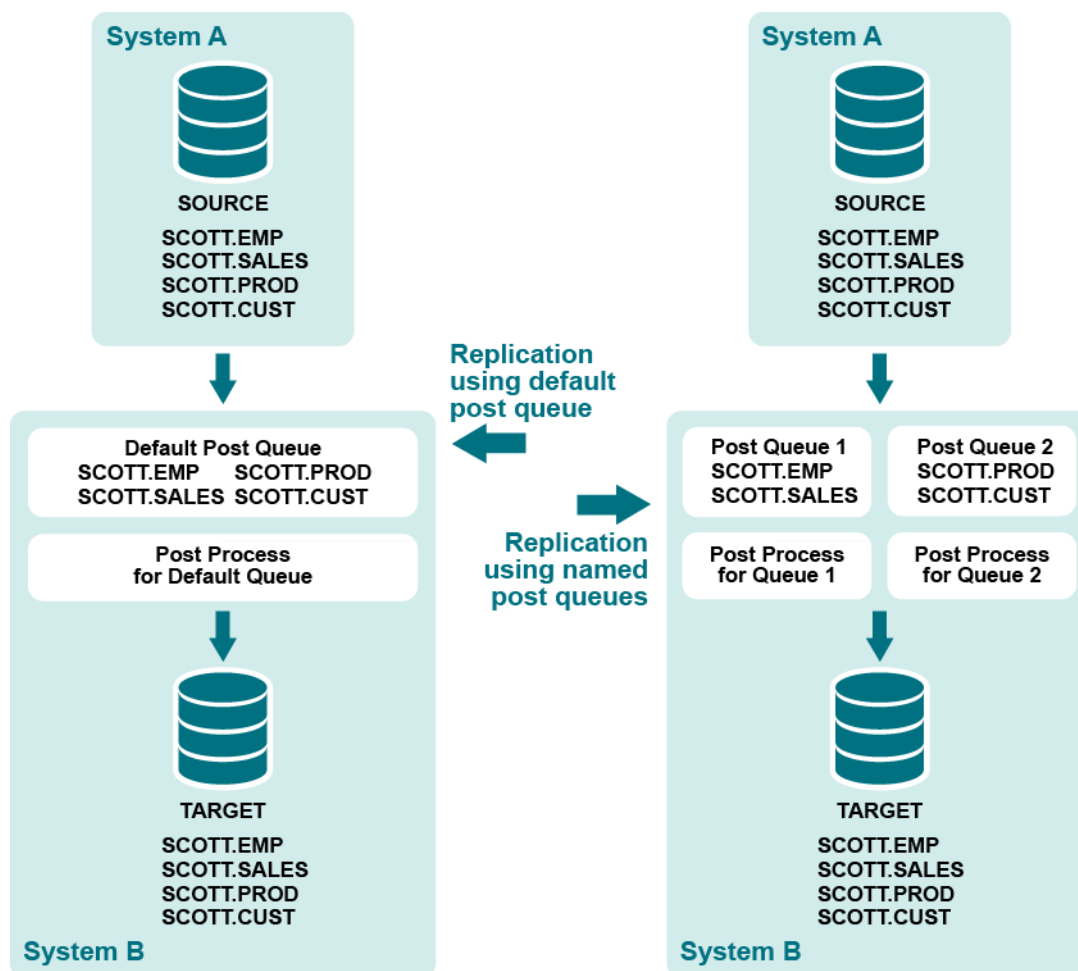 System A
SOURCE
SCOTT.EMP
SCOTT.SALES
SCOTT.PROD
SCOTT.CUST
Default Post Queue
SCOTT.EMP SCOTT.PROD
SCOTT.SALES SCOTT.CUST
Post Process
for Default Queue
TARGET
SCOTT.EMP
SCOTT.SALES
SCOTT.PROD
SCOTT.CUST
System B
Replication
using default
post queue
Replication
using named
post queues
System A
SOURCE
SCOTT.EMP
SCOTT.SALES
SCOTT.PROD
SCOTT.CUST
Post Queue 1
SCOTT.EMP
SCOTT.SALES
Post Queue 2
SCOTT.PROD
SCOTT.CUST
Post Process
for Queue 1
Post Process
for Queue 2
TARGET
SCOTT.EMP
SCOTT.SALES
SCOTT.PROD
SCOTT.CUST
System B